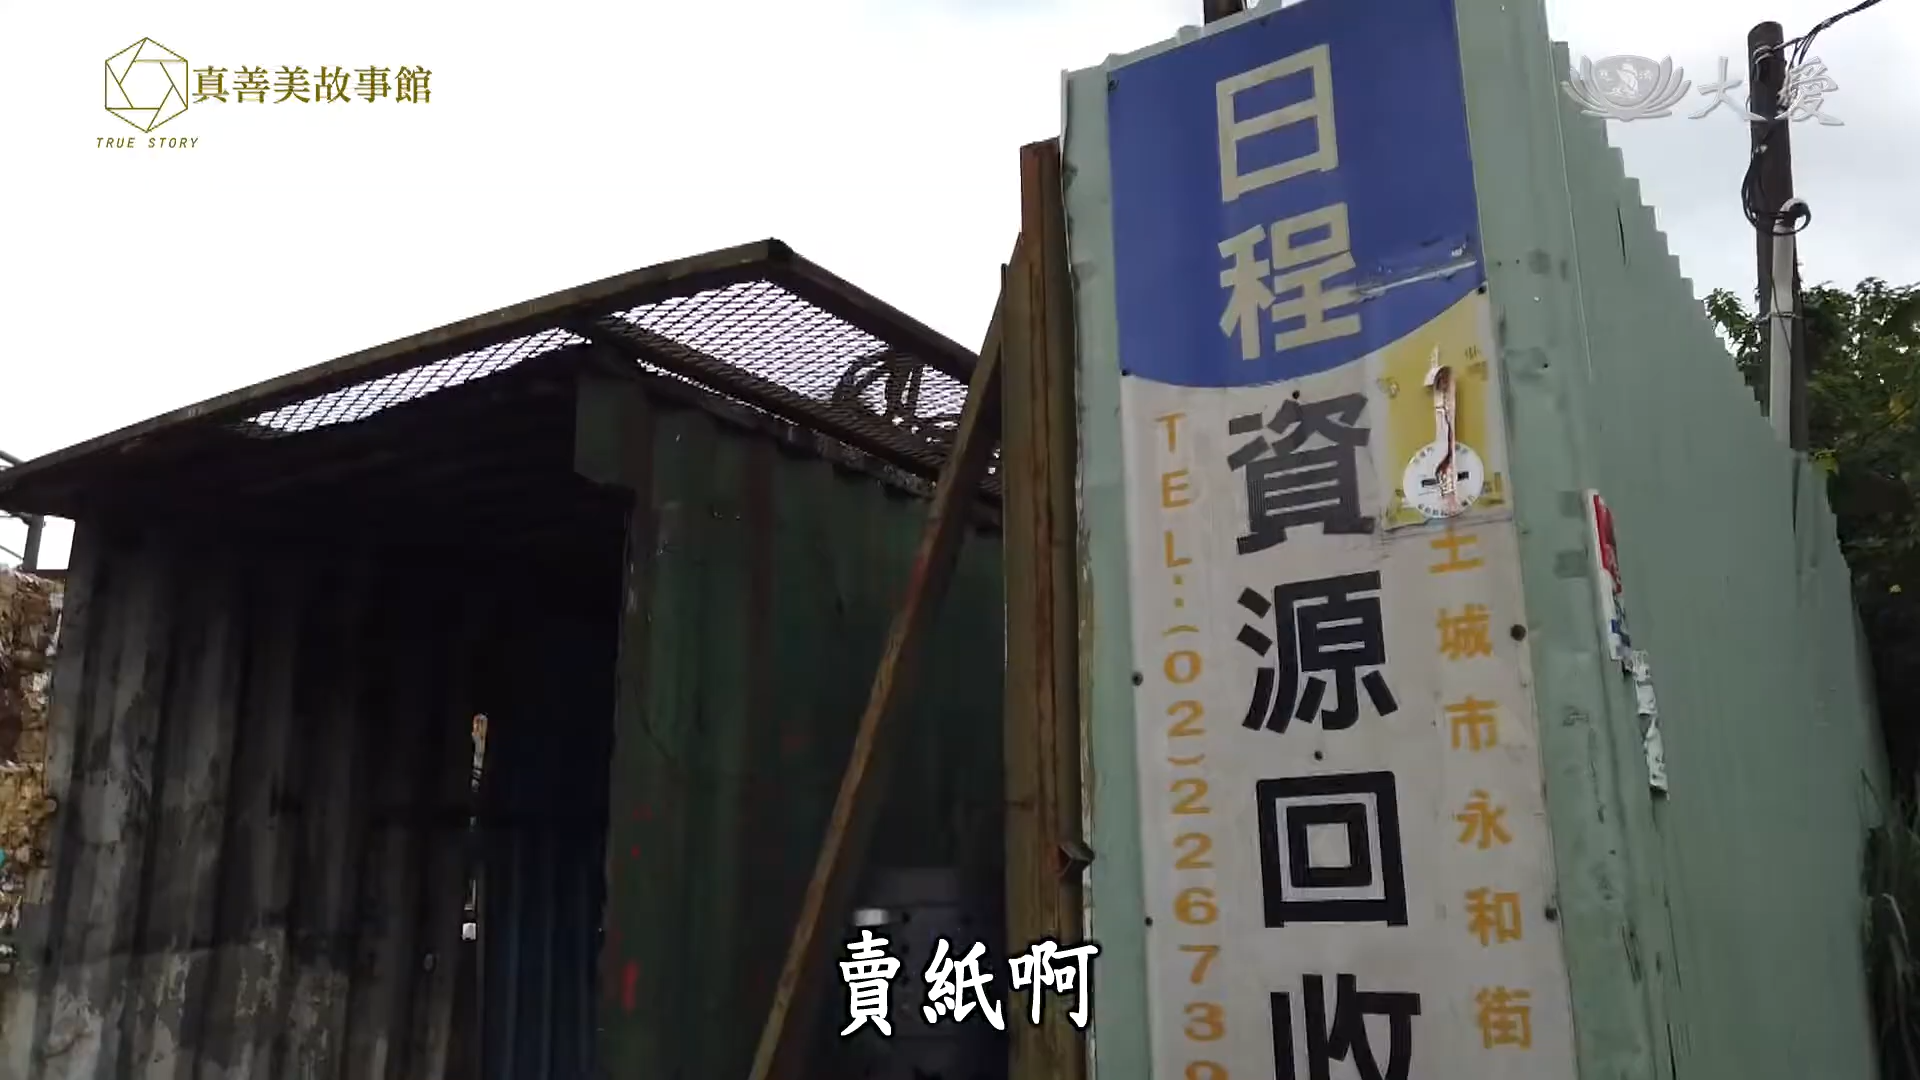 真善美故事館
TRUE STORY
大愛
日程
資源回收
TEL:(02)226739
土城市永和街
賣紙啊